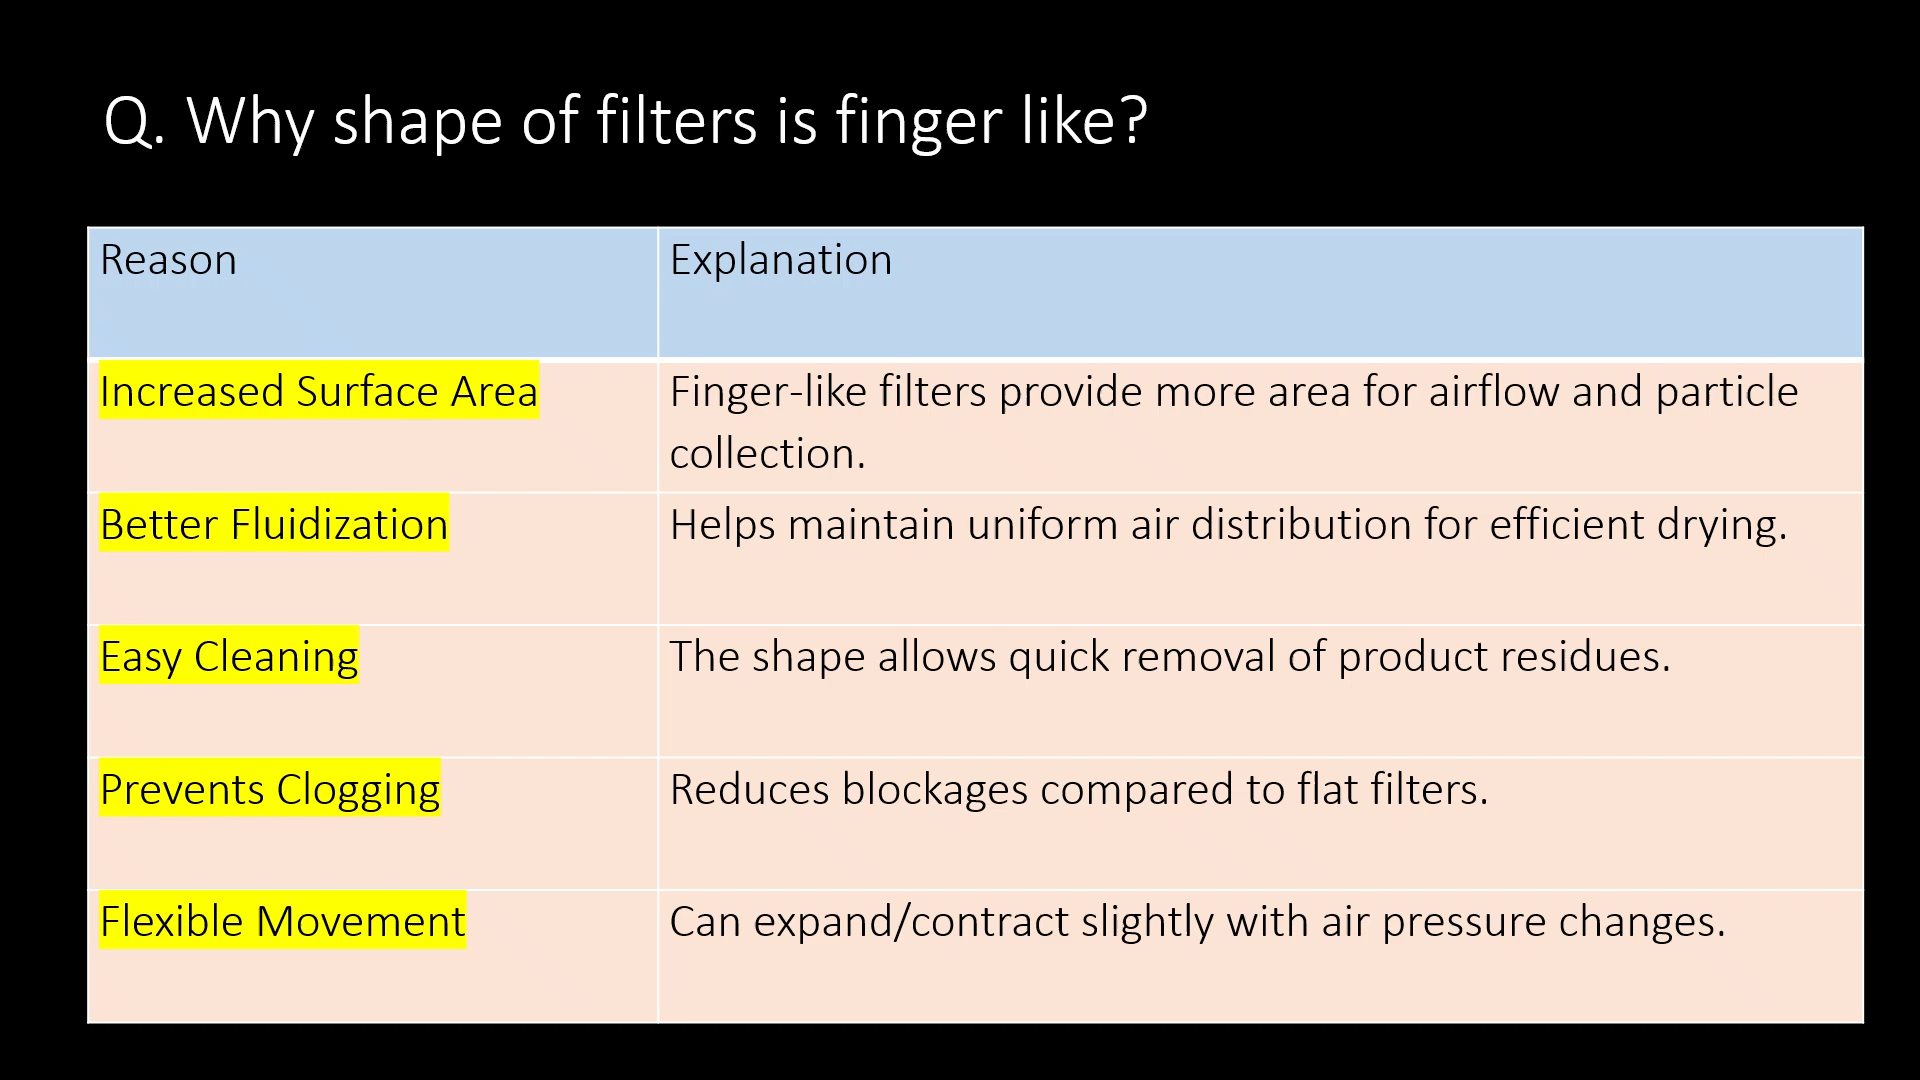 Q. Why shape of filters is finger like?
Reason
Explanation
Increased Surface Area
Finger-like filters provide more area for airflow and particle
collection.
Better Fluidization
Helps maintain uniform air distribution for efficient drying.
Easy Cleaning
The shape allows quick removal of product residues.
Prevents Clogging
Reduces blockages compared to flat filters.
Flexible Movement
Can expand/contract slightly with air pressure changes.